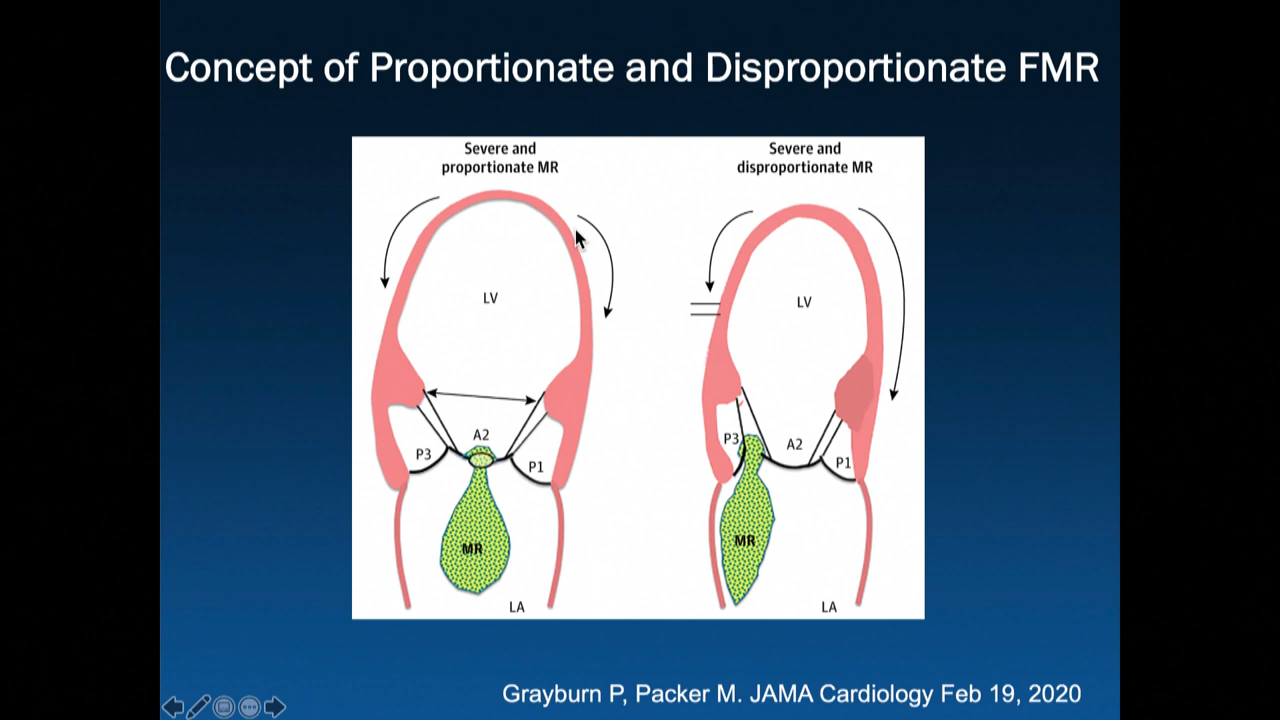 Concept of Proportionate and Disproportionate FMR
Severe and
proportionate MR
LV
A2
P3
P1
MR
LA
Severe and
disproportionate MR
LV
P3
A2
P1
MR
LA
Grayburn P, Packer M. JAMA Cardiology Feb 19, 2020